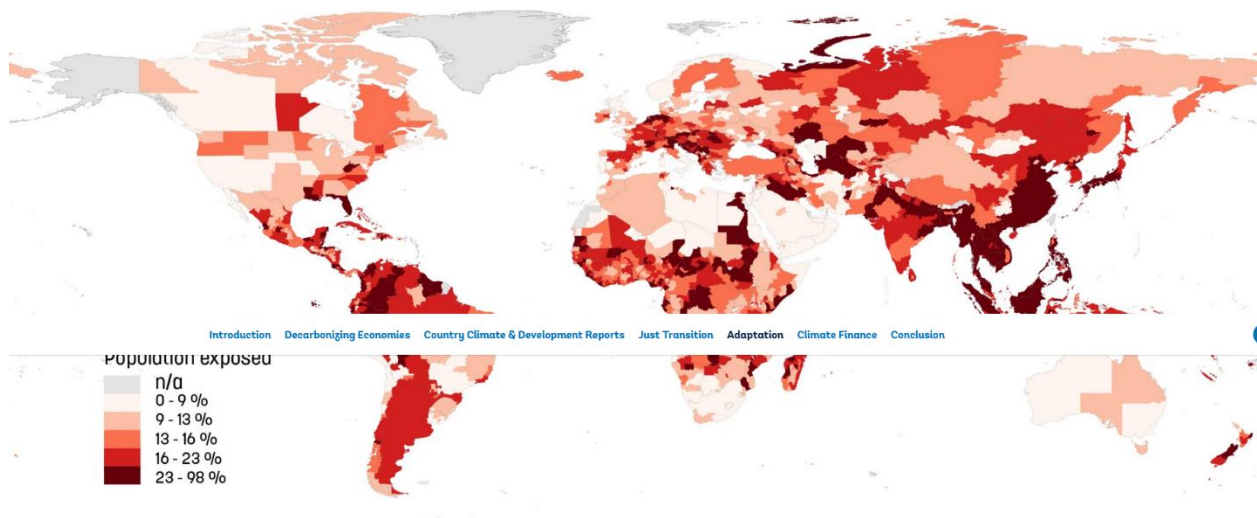 Introduction Decarbonizing Economies Country Climate & Development Reports Just Transition Adaptation Climate Finance Conclusion
Population exposed
n/a
0 - 9 %
9 - 13 %
13 - 16 %
16 - 23 %
23 - 98 %